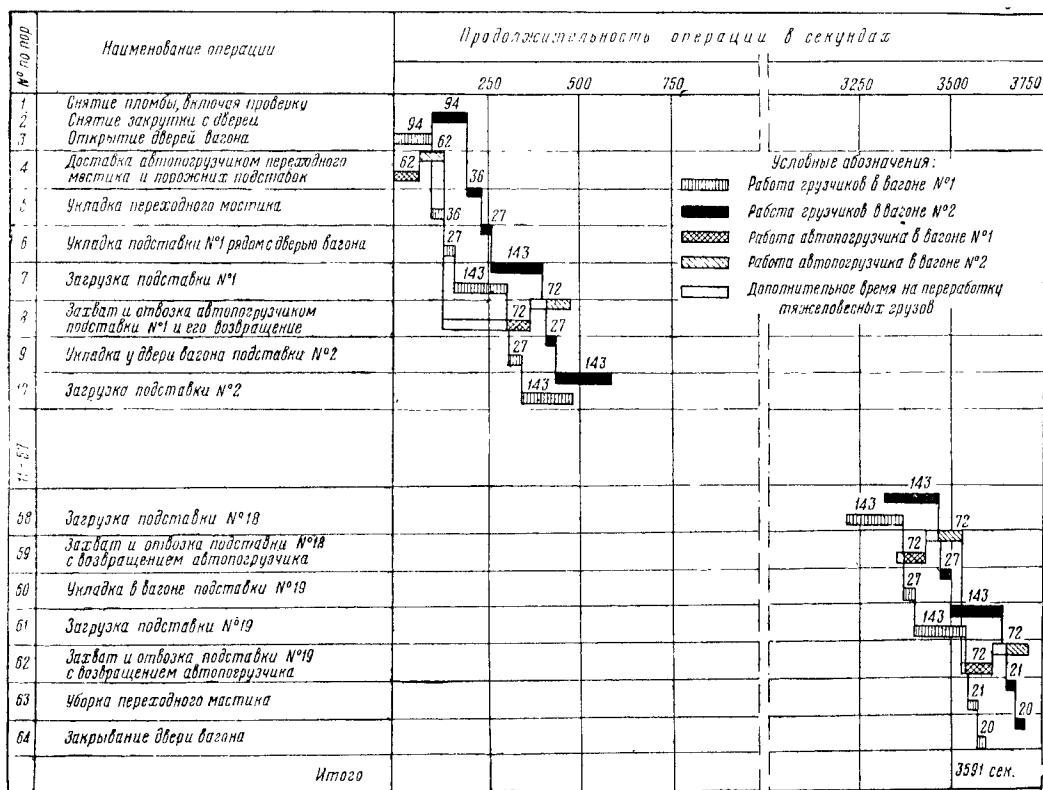 № по пор
Наименование операции
Продолжительность операции в секундах
250 500 750 3250 3500 3750
1 Снятие пломбы, включая проверку
2 Снятие закрутки с дверей
3 Открытие дверей вагона
94
94
4 Доставка автопогрузчиком переходного
мостика и порожних подставок
62
62
5 Укладка переходного мостика
36
36
6 Укладка подставки №1 рядом с дверью вагона
27
27
7 Загрузка подставки №1
143
143
8 Захват и отвозка автопогрузчиком
подставки №1 и его возвращение
72
72
9 Укладка у двери вагона подставки №2
27
27
10 Загрузка подставки №2
143
143
11-57
58 Загрузка подставки №18
143
143
59 Захват и отвозка подставки №18
с возвращением автопогрузчика
72
72
60 Укладка в вагоне подставки №19
27
27
61 Загрузка подставки №19
143
143
62 Захват и отвозка подставки №19
с возвращением автопогрузчика
72
72
63 Уборка переходного мостика
21
21
64 Закрывание двери вагона
20
20
Итого
3591 сек.
Условные обозначения:
Работа грузчиков в вагоне №1
Работа грузчиков в вагоне №2
Работа автопогрузчика в вагоне №1
Работа автопогрузчика в вагоне №2
Дополнительное время на переработку
тяжеловесных грузов